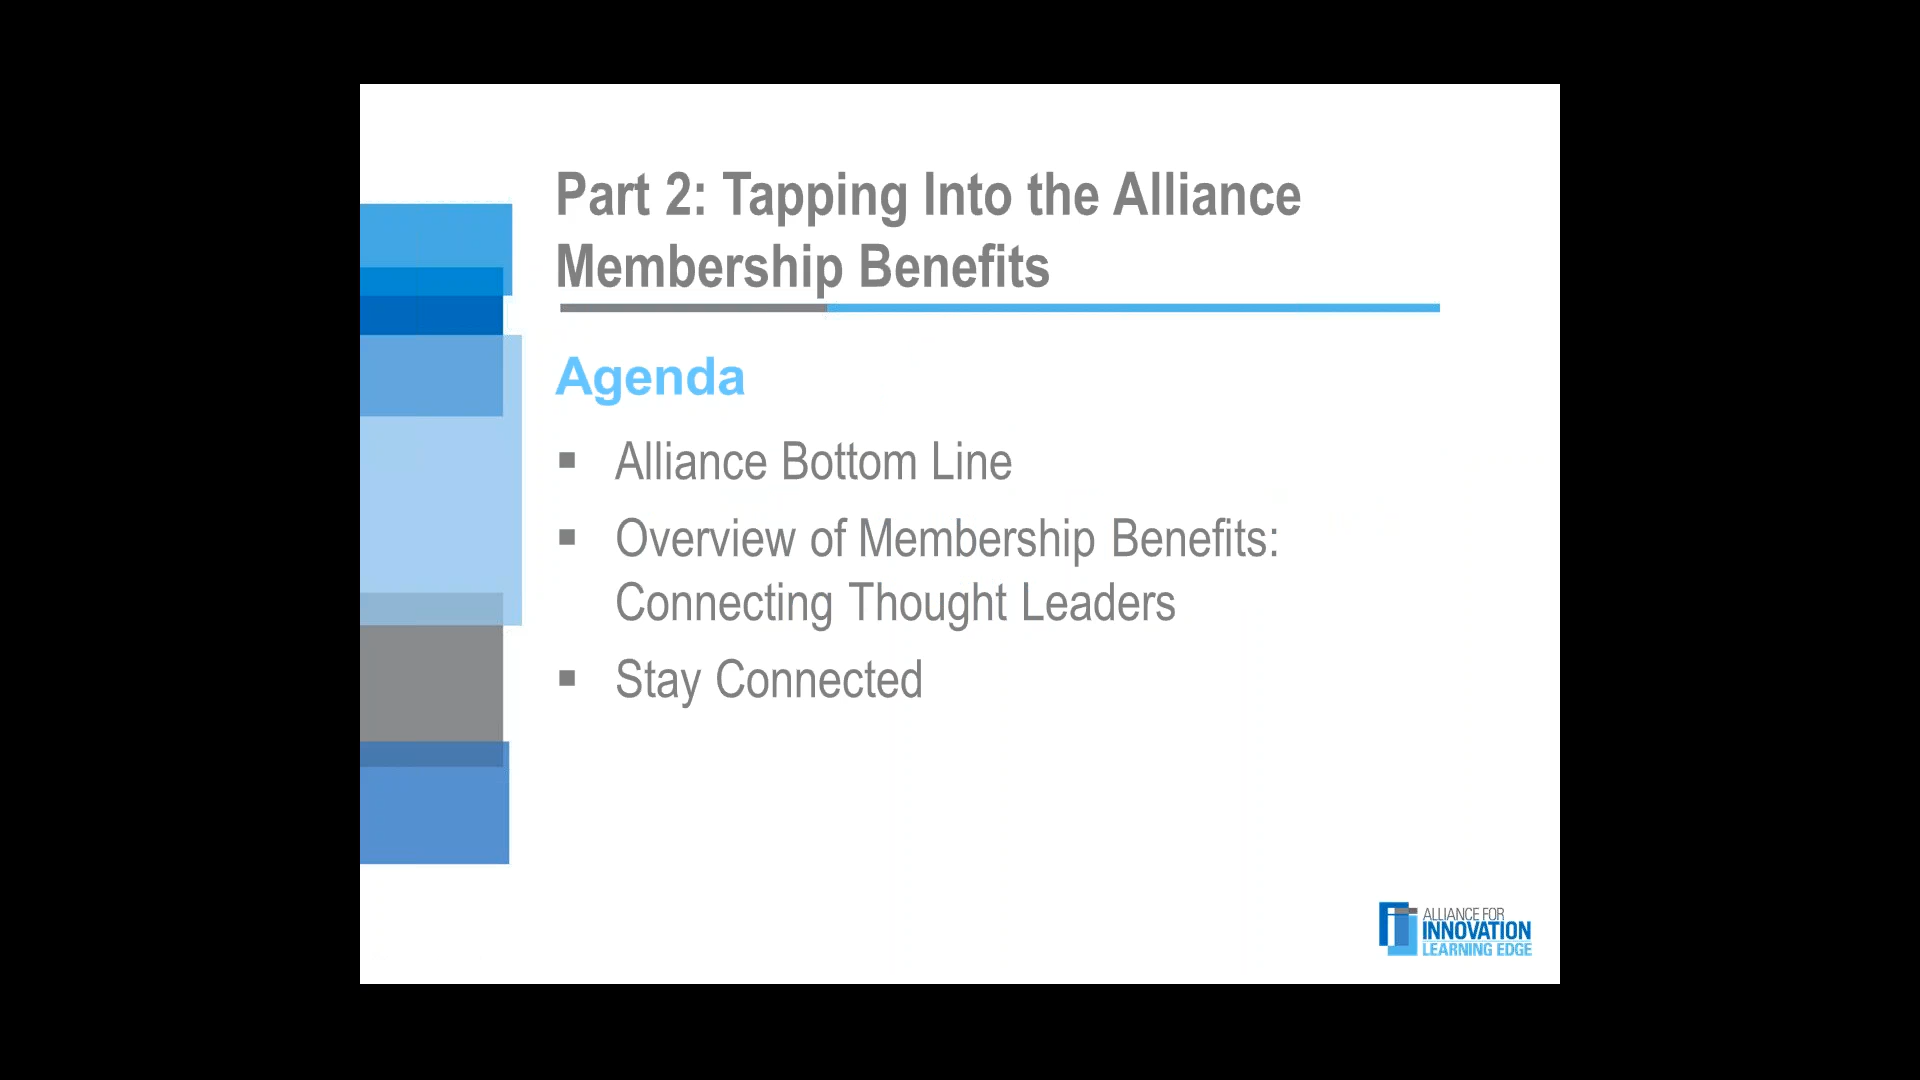 Part 2: Tapping Into the Alliance
Membership Benefits
Agenda
▪ Alliance Bottom Line
▪ Overview of Membership Benefits:
Connecting Thought Leaders
▪ Stay Connected
ALLIANCE FOR
INNOVATION
LEARNING EDGE